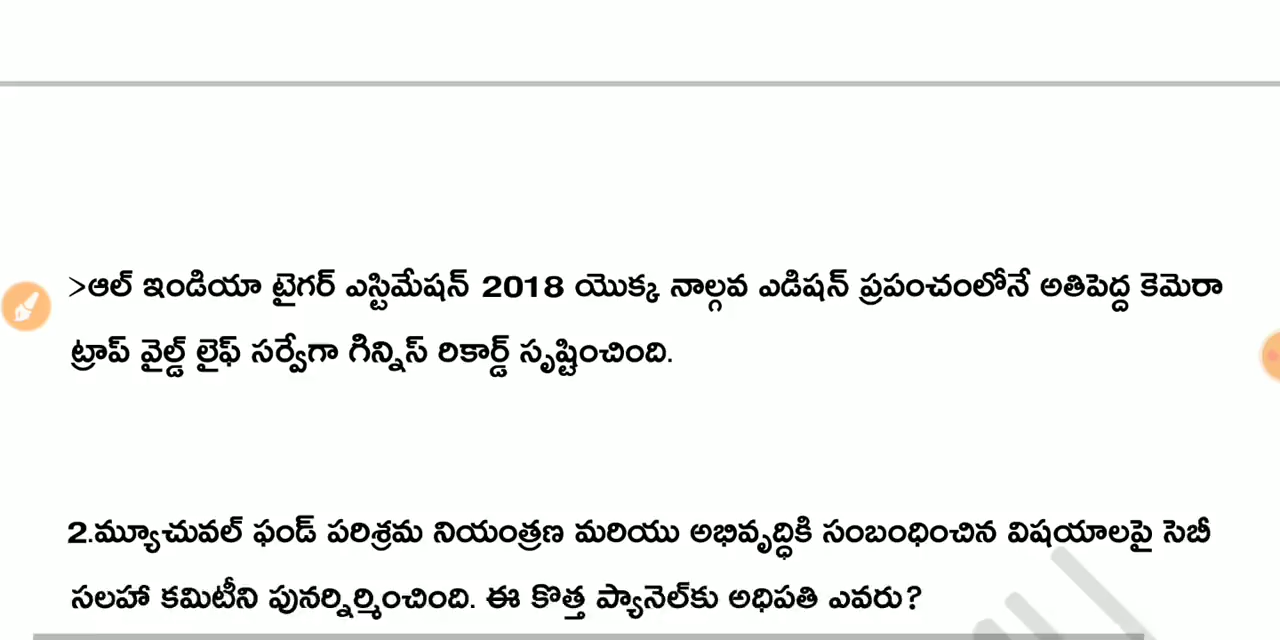 >ఆల్ ఇండియా టైగర్ ఎస్టిమేషన్ 2018 యొక్క నాల్గవ ఎడిషన్ ప్రపంచంలోనే అతిపెద్ద కెమెరా
ట్రాప్ వైల్డ్ లైఫ్ సర్వేగా గిన్నిస్ రికార్డ్ సృష్టించింది.
2.మ్యూచువల్ ఫండ్ పరిశ్రమ నియంత్రణ మరియు అభివృద్ధికి సంబంధించిన విషయాలపై సెబీ
సలహా కమిటీని పునర్నిర్మించింది. ఈ కొత్త ప్యానెల్‌కు అధిపతి ఎవరు?